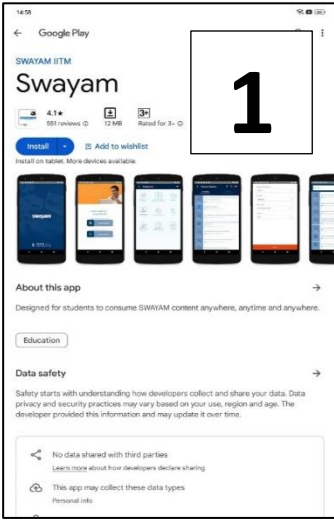 14:58
Google Play
SWAYAM IITM
Swayam
1
4.1★
551 reviews
12 MB
3+
Rated for 3+
Install
Add to wishlist
Install on tablet. More devices available.
swayam
About this app
Designed for students to consume SWAYAM content anywhere, anytime and anywhere.
Education
Data safety
Safety starts with understanding how developers collect and share your data. Data
privacy and security practices may vary based on your use, region and age. The
developer provided this information and may update it over time.
No data shared with third parties
Learn more about how developers declare sharing
This app may collect these data types
Personal info